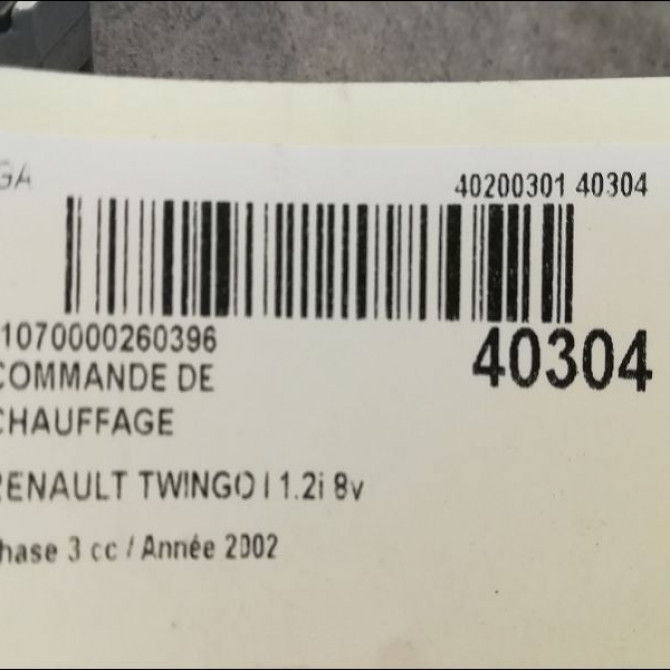 GA
40200301 40304
1070000260396
40304
COMMANDE DE
CHAUFFAGE
RENAULT TWINGO I 1.2i 8v
hase 3 cc / Année 2002